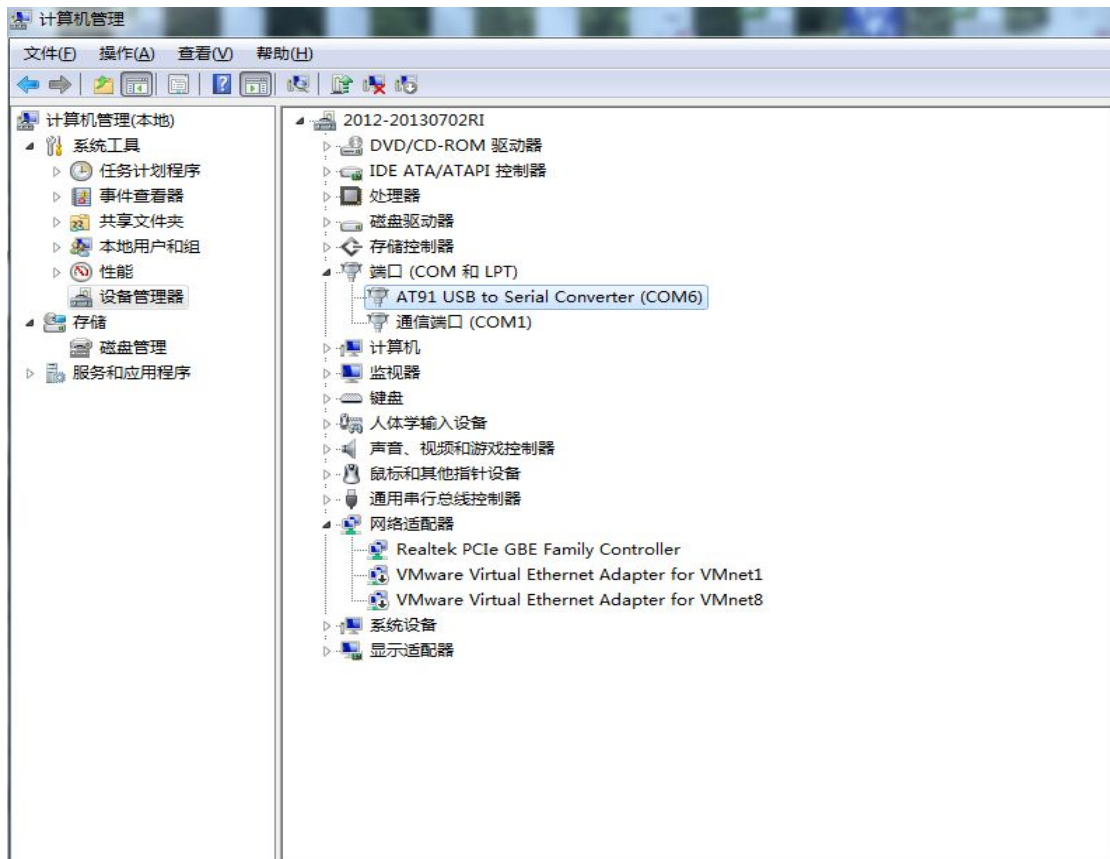 计算机管理
文件(F) 操作(A) 查看(V) 帮助(H)
计算机管理(本地)
系统工具
任务计划程序
事件查看器
共享文件夹
本地用户和组
性能
设备管理器
存储
磁盘管理
服务和应用程序
2012-20130702RI
DVD/CD-ROM 驱动器
IDE ATA/ATAPI 控制器
处理器
磁盘驱动器
存储控制器
端口 (COM 和 LPT)
AT91 USB to Serial Converter (COM6)
通信端口 (COM1)
计算机
监视器
键盘
人体学输入设备
声音、视频和游戏控制器
鼠标和其他指针设备
通用串行总线控制器
网络适配器
Realtek PCIe GBE Family Controller
VMware Virtual Ethernet Adapter for VMnet1
VMware Virtual Ethernet Adapter for VMnet8
系统设备
显示适配器